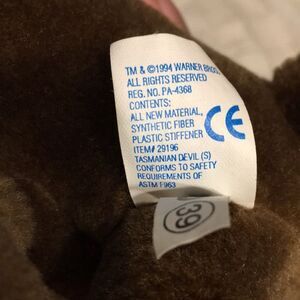 TM & ©1994 WARNER BROS.
ALL RIGHTS RESERVED
REG. NO. PA-4368
CONTENTS:
ALL NEW MATERIAL,
SYNTHETIC FIBER
PLASTIC STIFFENER
CE
ITEM# 29196
TASMANIAN DEVIL (S)
CONFORMS TO SAFETY
REQUIREMENTS OF
ASTM F963
39